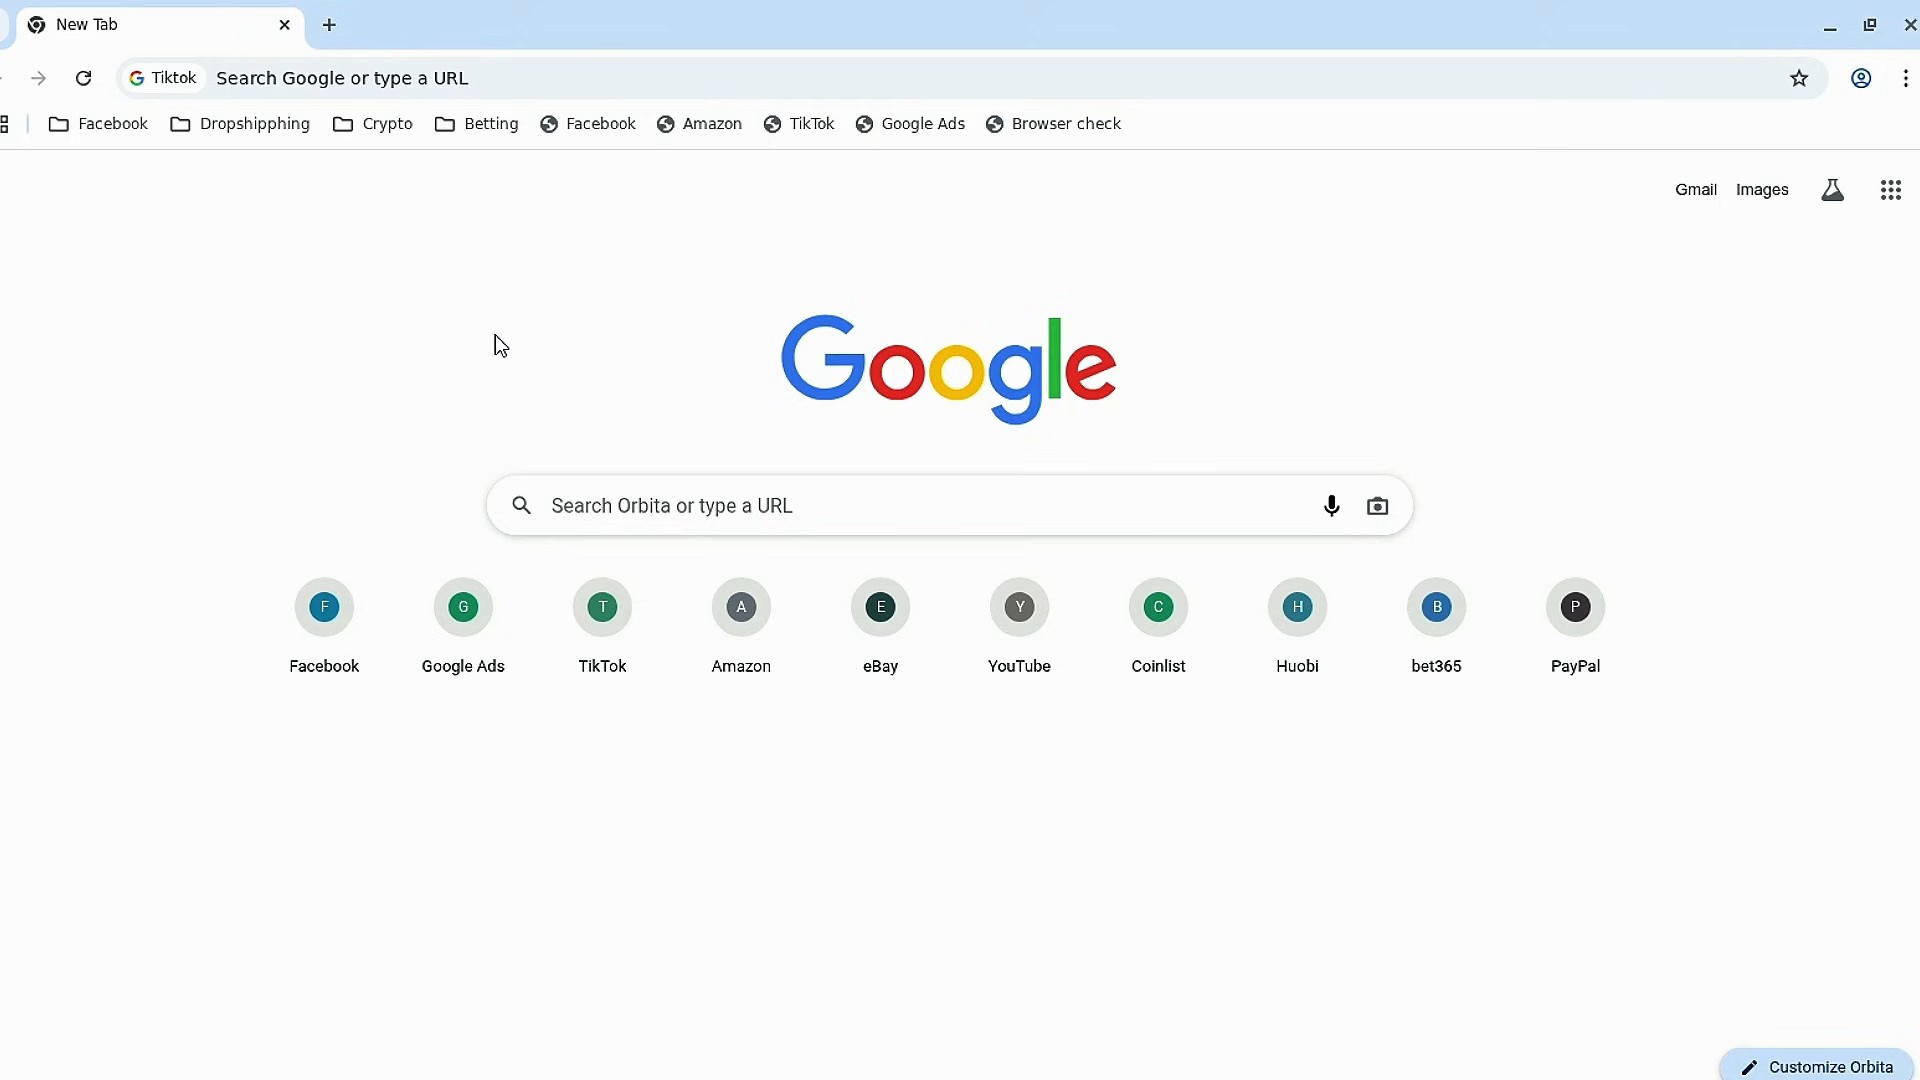 New Tab
Tiktok Search Google or type a URL
Facebook Dropshipphing Crypto Betting Facebook Amazon TikTok Google Ads Browser check
Gmail Images
Google
Search Orbita or type a URL
F G T A E Y C H B P
Facebook Google Ads TikTok Amazon eBay YouTube Coinlist Huobi bet365 PayPal
Customize Orbita